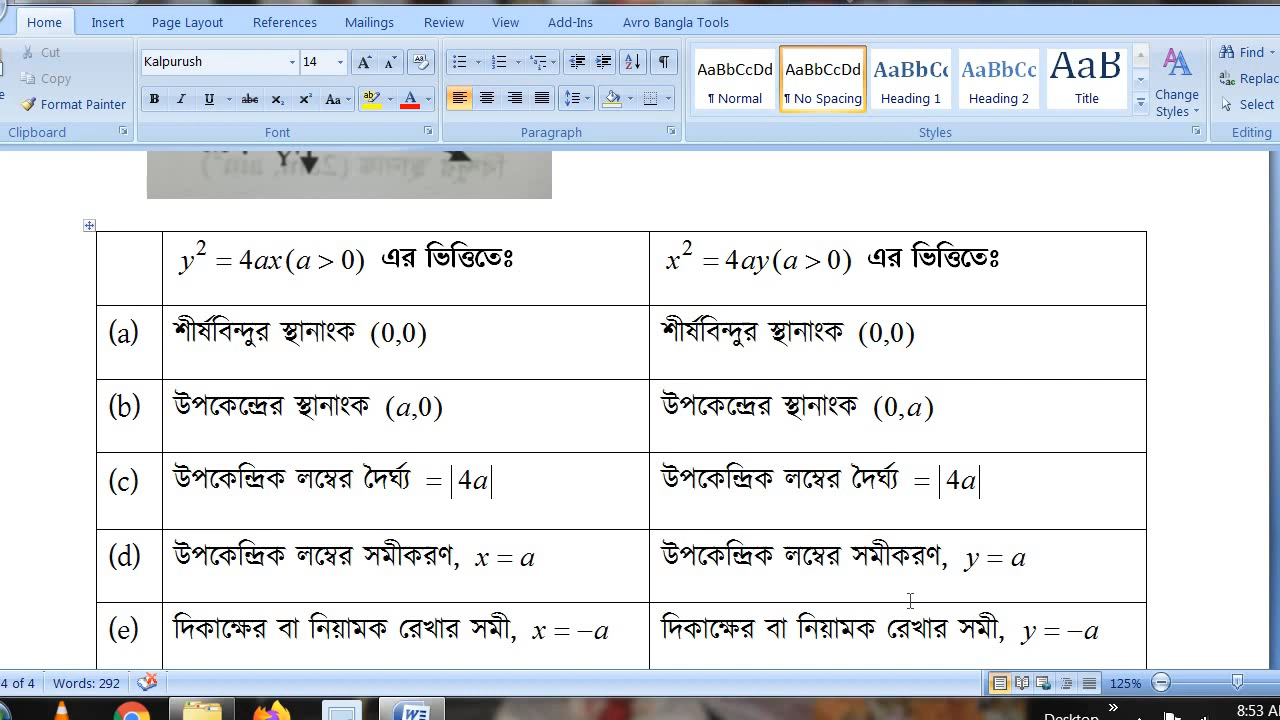 Home Insert Page Layout References Mailings Review View Add-Ins Avro Bangla Tools
Cut
Copy
Format Painter
Clipboard
Kalpurush 14
Font
Paragraph
AaBbCcDd AaBbCcDd AaBbCc AaBbCc AaB
¶ Normal ¶ No Spacing Heading 1 Heading 2 Title
Change Styles
Styles
Find
Replac
Select
Editing
y² = 4ax(a > 0) এর ভিত্তিতেঃ x² = 4ay(a > 0) এর ভিত্তিতেঃ
(a) শীর্ষবিন্দুর স্থানাংক (0,0) শীর্ষবিন্দুর স্থানাংক (0,0)
(b) উপকেন্দ্রের স্থানাংক (a,0) উপকেন্দ্রের স্থানাংক (0,a)
(c) উপকেন্দ্রিক লম্বের দৈর্ঘ্য = |4a| উপকেন্দ্রিক লম্বের দৈর্ঘ্য = |4a|
(d) উপকেন্দ্রিক লম্বের সমীকরণ, x = a উপকেন্দ্রিক লম্বের সমীকরণ, y = a
(e) দিকাক্ষের বা নিয়ামক রেখার সমী, x = −a দিকাক্ষের বা নিয়ামক রেখার সমী, y = −a
4 of 4 Words: 292 125%
Desktop » 8:53 A